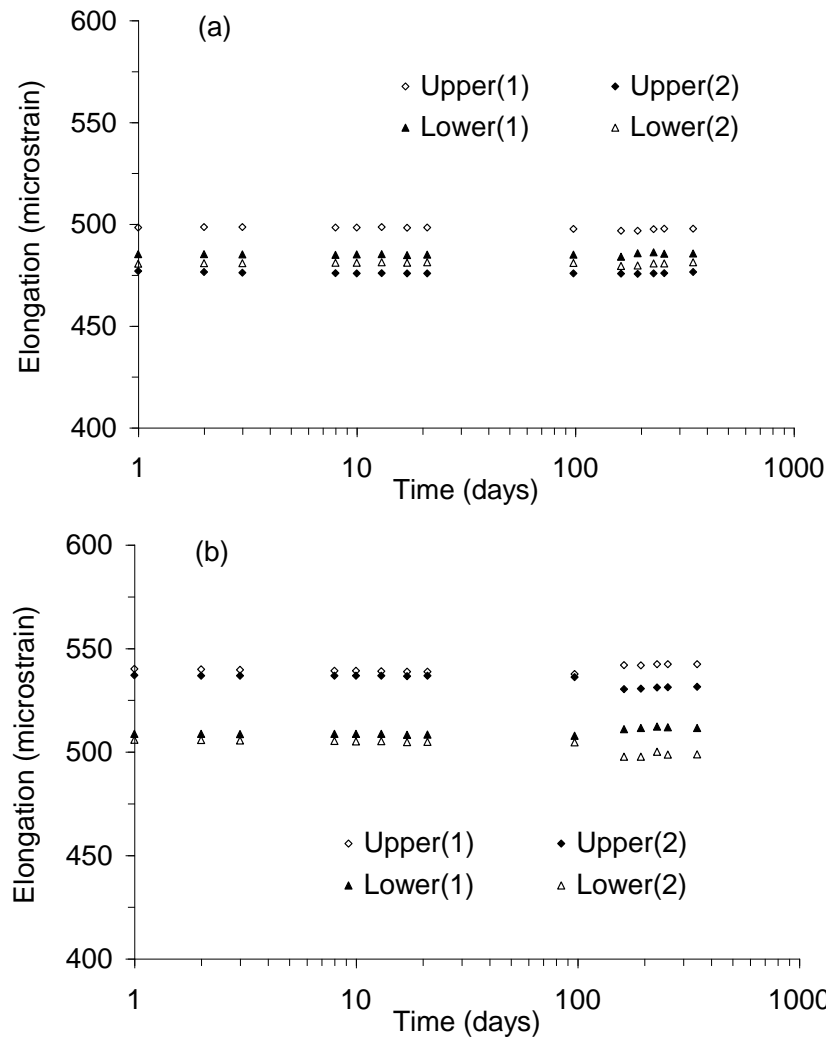 (a)
600
550
500
450
400
Elongation (microstrain)
Upper(1)
Upper(2)
Lower(1)
Lower(2)
1
10
100
1000
Time (days)
(b)
600
550
500
450
400
Elongation (microstrain)
Upper(1)
Upper(2)
Lower(1)
Lower(2)
1
10
100
1000
Time (days)